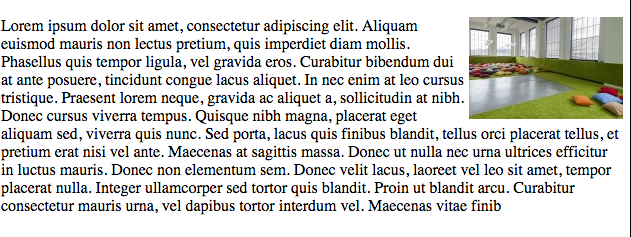 Lorem ipsum dolor sit amet, consectetur adipiscing elit. Aliquam
euismod mauris non lectus pretium, quis imperdiet diam mollis.
Phasellus quis tempor ligula, vel gravida eros. Curabitur bibendum dui
at ante posuere, tincidunt congue lacus aliquet. In nec enim at leo cursus
tristique. Praesent lorem neque, gravida ac aliquet a, sollicitudin at nibh.
Donec cursus viverra tempus. Quisque nibh magna, placerat eget
aliquam sed, viverra quis nunc. Sed porta, lacus quis finibus blandit, tellus orci placerat tellus, et
pretium erat nisi vel ante. Maecenas at sagittis massa. Donec ut nulla nec urna ultrices efficitur
in luctus mauris. Donec non elementum sem. Donec velit lacus, laoreet vel leo sit amet, tempor
placerat nulla. Integer ullamcorper sed tortor quis blandit. Proin ut blandit arcu. Curabitur
consectetur mauris urna, vel dapibus tortor interdum vel. Maecenas vitae finib